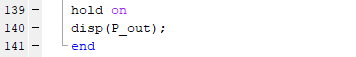 139 – hold on
140 – disp(P_out);
141 – end